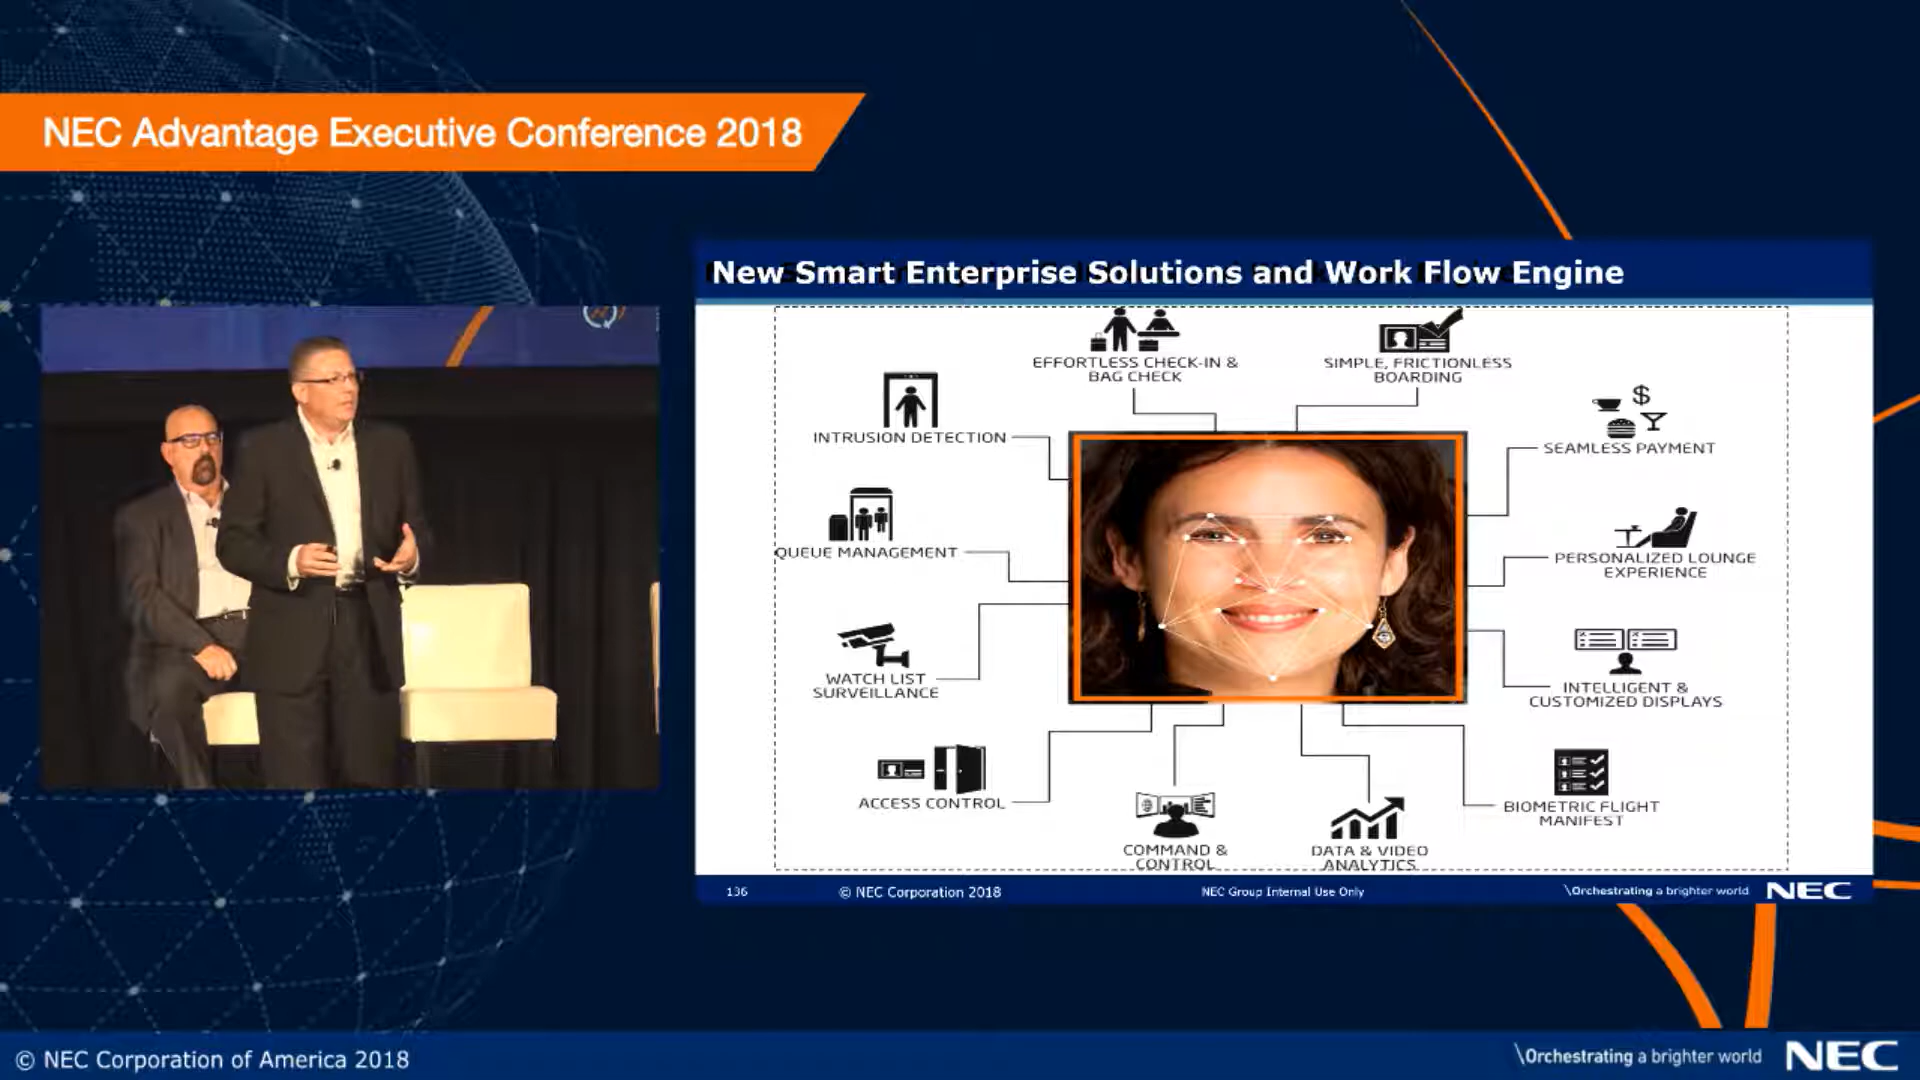 NEC Advantage Executive Conference 2018
New Smart Enterprise Solutions and Work Flow Engine
EFFORTLESS CHECK-IN &
BAG CHECK
SIMPLE, FRICTIONLESS
BOARDING
INTRUSION DETECTION
$
SEAMLESS PAYMENT
QUEUE MANAGEMENT
PERSONALIZED LOUNGE
EXPERIENCE
WATCH LIST
SURVEILLANCE
INTELLIGENT &
CUSTOMIZED DISPLAYS
ACCESS CONTROL
BIOMETRIC FLIGHT
MANIFEST
COMMAND &
CONTROL
DATA & VIDEO
ANALYTICS
136
© NEC Corporation 2018
NEC Group Internal Use Only
\Orchestrating a brighter world
NEC
© NEC Corporation of America 2018
\Orchestrating a brighter world
NEC